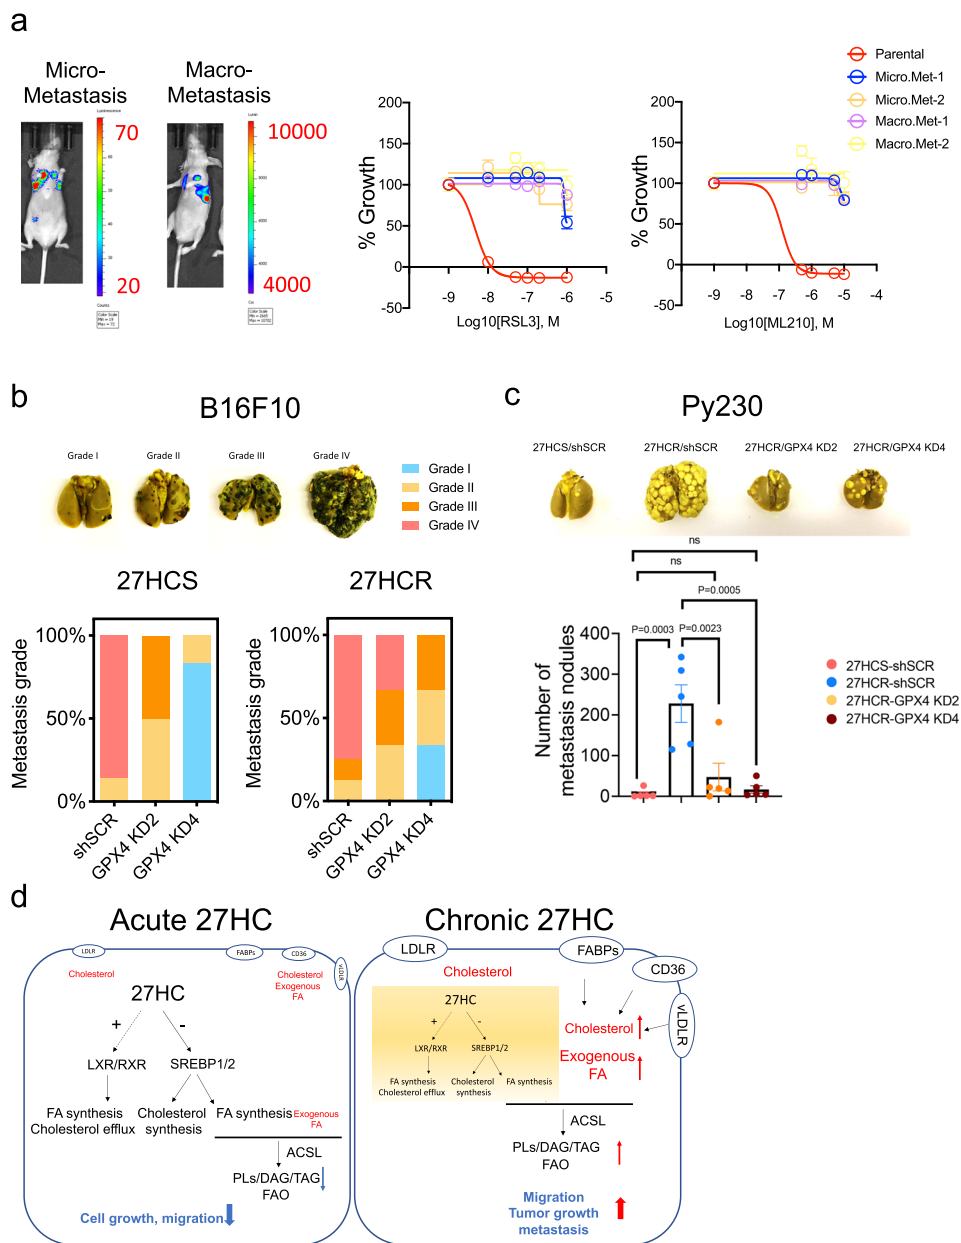 a
Micro-
Metastasis
Macro-
Metastasis
Luminescence
70
20
Counts
Color Scale
10000
4000
Color Scale
% Growth
200
150
100
50
0
-50
-9 -8 -7 -6 -5
Log10[RSL3], M
% Growth
200
150
100
50
0
-50
-9 -8 -7 -6 -5 -4
Log10[ML210], M
Parental
Micro.Met-1
Micro.Met-2
Macro.Met-1
Macro.Met-2
b
B16F10
Grade I Grade II Grade III Grade IV
Grade I
Grade II
Grade III
Grade IV
27HCS
Metastasis grade
100%
50%
0%
shSCR
GPX4 KD2
GPX4 KD4
27HCR
Metastasis grade
100%
50%
0%
shSCR
GPX4 KD2
GPX4 KD4
c
Py230
27HCS/shSCR 27HCR/shSCR 27HCR/GPX4 KD2 27HCR/GPX4 KD4
ns
ns
P=0.0005
P=0.0003 P=0.0023
Number of
metastasis nodules
400
300
200
100
0
27HCS-shSCR
27HCR-shSCR
27HCR-GPX4 KD2
27HCR-GPX4 KD4
d
Acute 27HC
LDLR
FABPs
CD36
vLDLR
Cholesterol
Cholesterol
Exogenous
FA
27HC
+ -
LXR/RXR SREBP1/2
FA synthesis
Cholesterol efflux
Cholesterol
synthesis
FA synthesis
Exogenous
FA
ACSL
PLs/DAG/TAG
FAO
Cell growth, migration
Chronic 27HC
LDLR
FABPs
CD36
vLDLR
Cholesterol
27HC
+ -
LXR/RXR SREBP1/2
FA synthesis
Cholesterol efflux
Cholesterol
synthesis
FA synthesis
Cholesterol
Exogenous
FA
ACSL
PLs/DAG/TAG
FAO
Migration
Tumor growth
metastasis